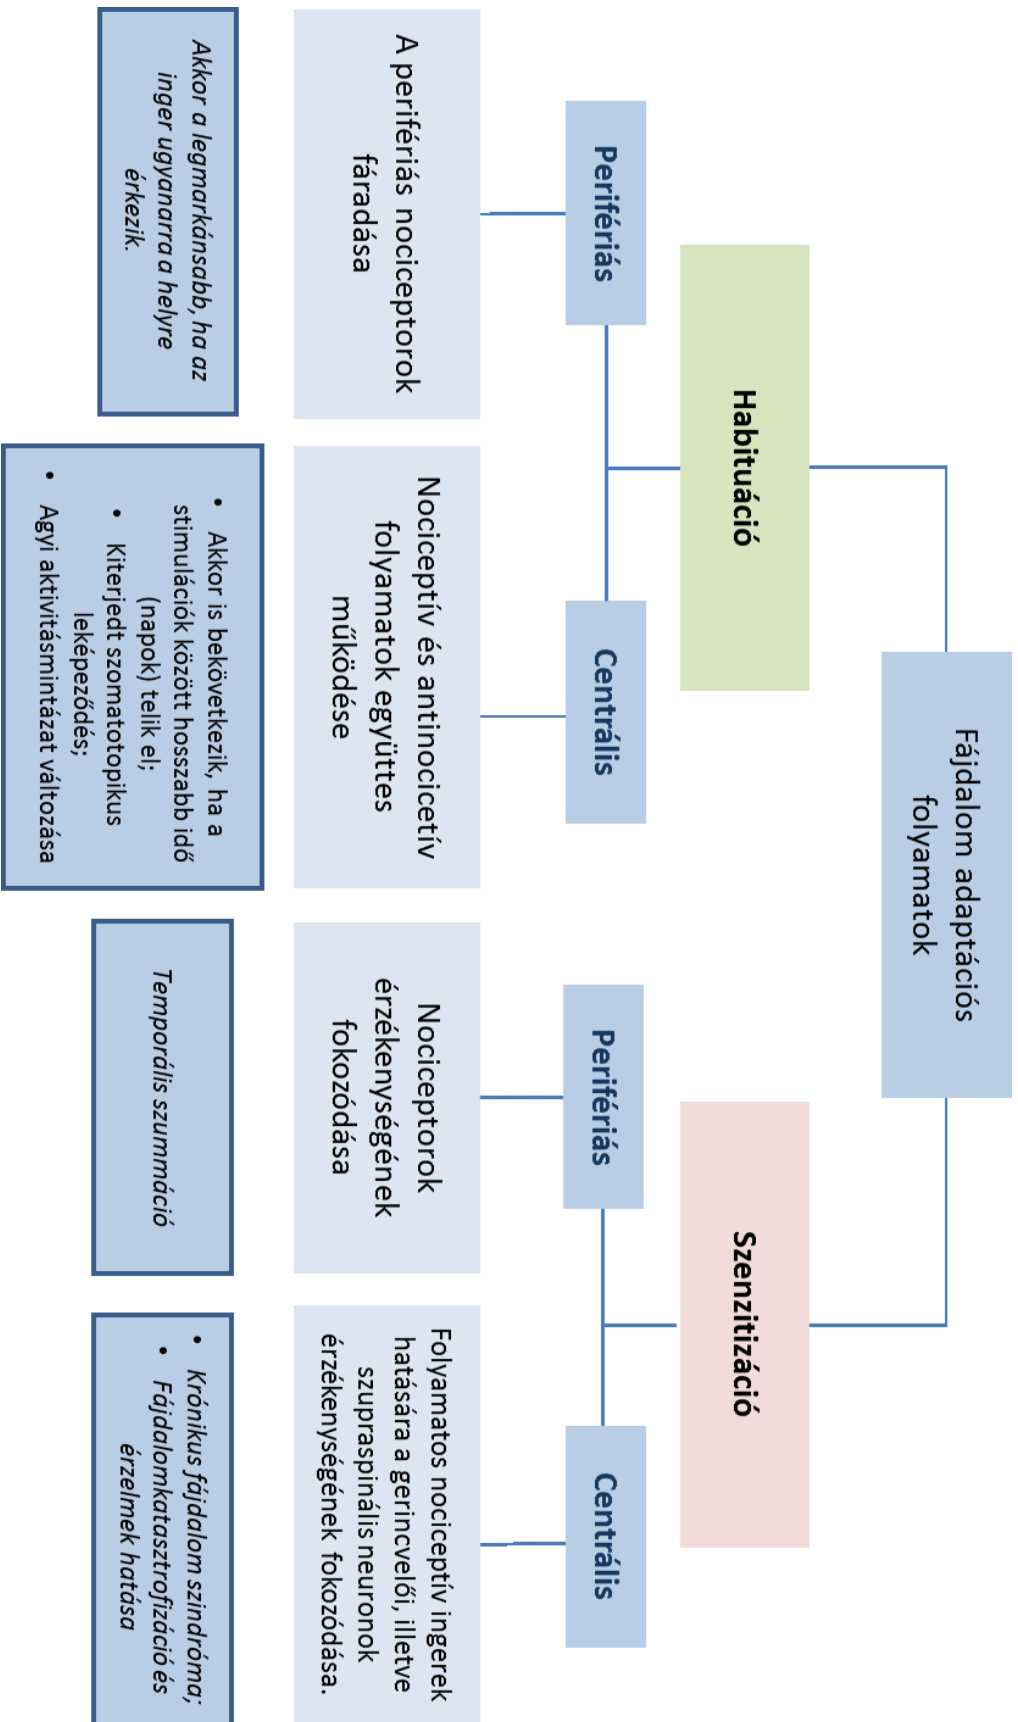 Fájdalom adaptációs
folyamatok
Habituáció
Szenzitizáció
Perifériás
Centrális
Perifériás
Centrális
A perifériás nociceptorok
fáradása
Nociceptív és antinocicetív
folyamatok együttes
működése
Nociceptorok
érzékenységének
fokozódása
Folyamatos nociceptív ingerek
hatására a gerincvelői, illetve
szupraspinális neuronok
érzékenységének fokozódása.
Akkor a legmarkánsabb, ha az
inger ugyanarra a helyre
érkezik.
• Akkor is bekövetkezik, ha a
stimulációk között hosszabb idő
(napok) telik el;
• Kiterjedt szomatotopikus
leképeződés;
• Agyi aktivitásmintázat változása
Temporális szummáció
• Krónikus fájdalom szindróma;
• Fájdalomkatasztrofizáció és
érzelmek hatása